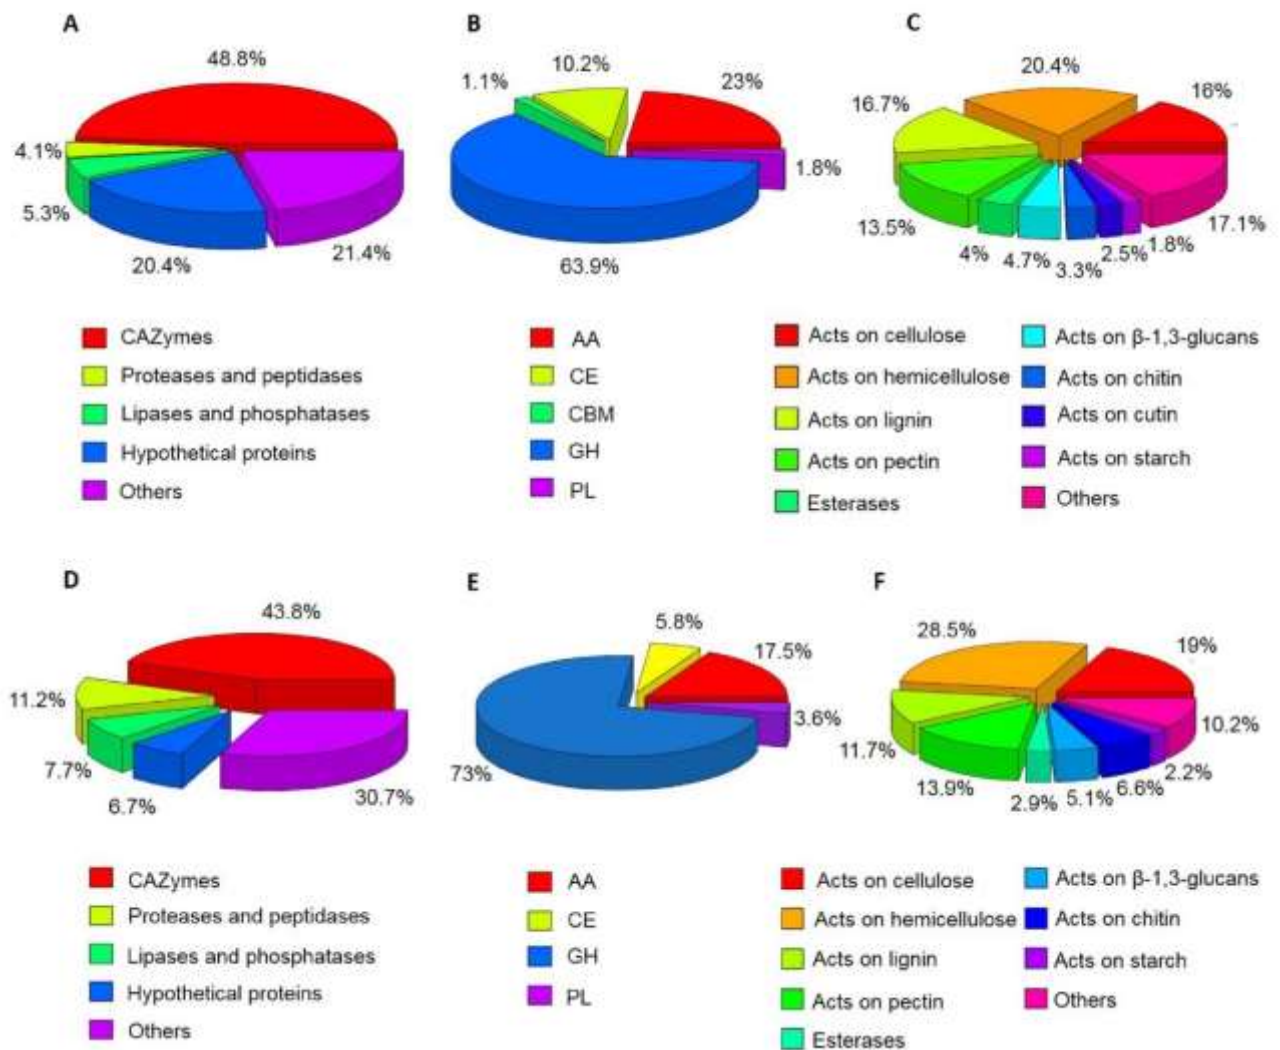 A
48.8%
4.1%
5.3%
20.4%
21.4%
CAZymes
Proteases and peptidases
Lipases and phosphatases
Hypothetical proteins
Others
B
10.2%
1.1%
23%
1.8%
63.9%
AA
CE
CBM
GH
PL
C
20.4%
16.7%
16%
13.5%
4%
4.7%
3.3%
2.5%
1.8%
17.1%
Acts on cellulose
Acts on hemicellulose
Acts on lignin
Acts on pectin
Esterases
Acts on β-1,3-glucans
Acts on chitin
Acts on cutin
Acts on starch
Others
D
43.8%
11.2%
7.7%
6.7%
30.7%
CAZymes
Proteases and peptidases
Lipases and phosphatases
Hypothetical proteins
Others
E
5.8%
17.5%
3.6%
73%
AA
CE
GH
PL
F
28.5%
19%
11.7%
13.9%
2.9%
5.1%
6.6%
2.2%
10.2%
Acts on cellulose
Acts on hemicellulose
Acts on lignin
Acts on pectin
Esterases
Acts on β-1,3-glucans
Acts on chitin
Acts on starch
Others